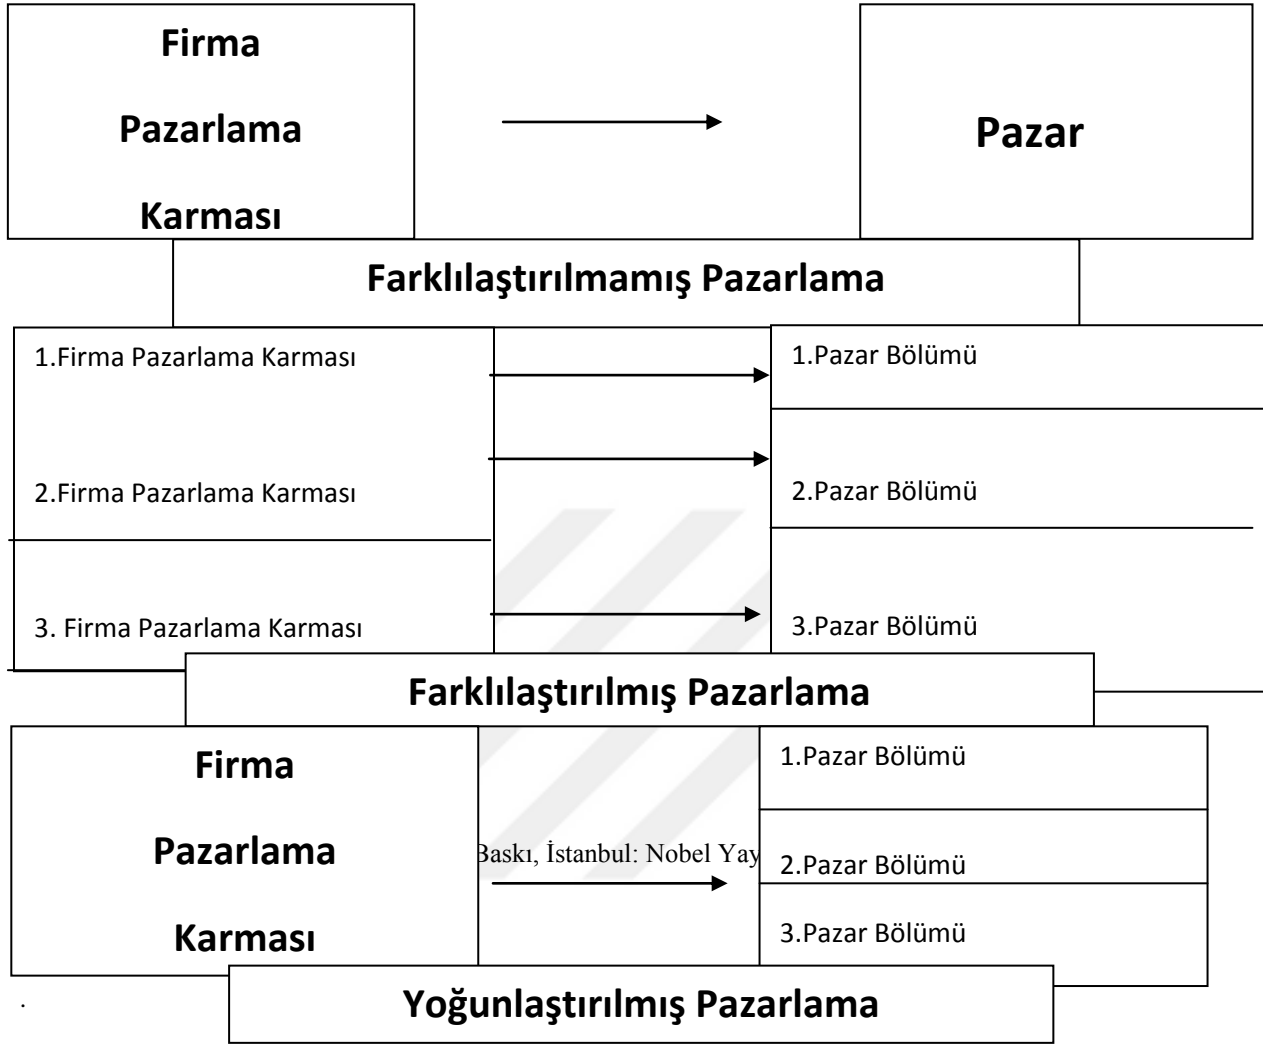 Firma
Pazarlama
Karması
Pazar
Farklılaştırılmamış Pazarlama
1.Firma Pazarlama Karması
1.Pazar Bölümü
2.Firma Pazarlama Karması
2.Pazar Bölümü
3. Firma Pazarlama Karması
3.Pazar Bölümü
Farklılaştırılmış Pazarlama
Firma
Pazarlama
Karması
1.Pazar Bölümü
Baskı, İstanbul: Nobel Yay
2.Pazar Bölümü
3.Pazar Bölümü
.
Yoğunlaştırılmış Pazarlama